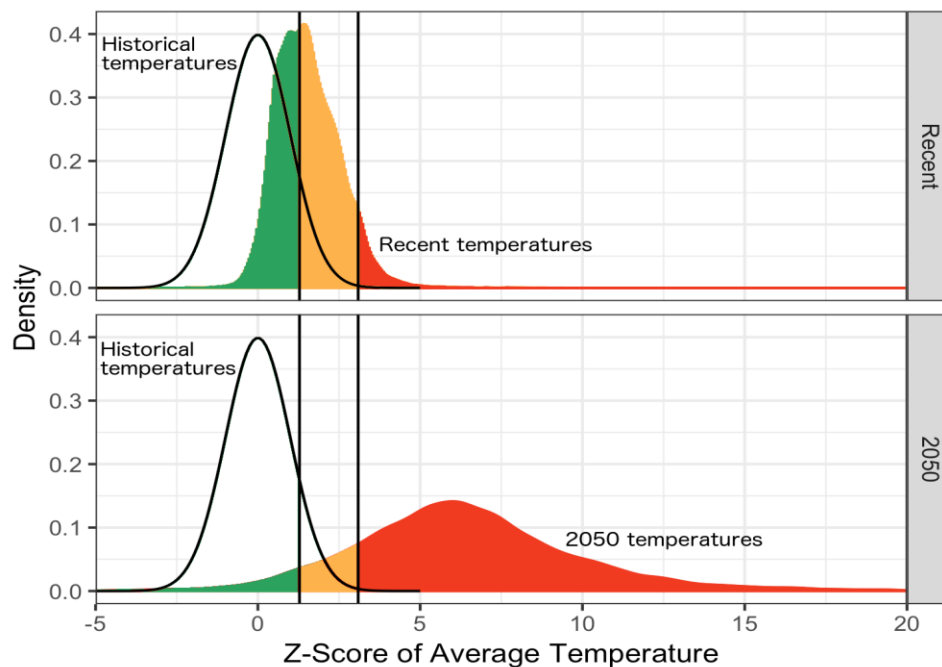 0.4
0.3
0.2
0.1
0.0
Historical
temperatures
Recent temperatures
Recent
Density
0.4
0.3
0.2
0.1
0.0
Historical
temperatures
2050 temperatures
2050
-5
0
5
10
15
20
Z-Score of Average Temperature